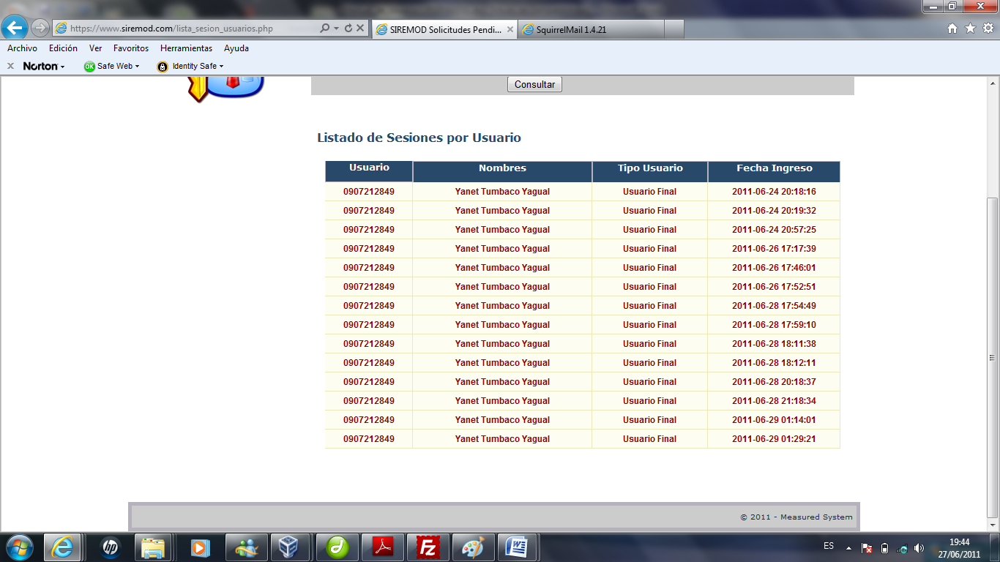 https://www.siremod.com/lista_sesion_usuarios.php
SIREMOD Solicitudes Pendi...
SquirrelMail 1.4.21
Archivo Edición Ver Favoritos Herramientas Ayuda
x Norton Safe Web Identity Safe
Consultar
Listado de Sesiones por Usuario
Usuario Nombres Tipo Usuario Fecha Ingreso
0907212849 Yanet Tumbaco Yagual Usuario Final 2011-06-24 20:18:16
0907212849 Yanet Tumbaco Yagual Usuario Final 2011-06-24 20:19:32
0907212849 Yanet Tumbaco Yagual Usuario Final 2011-06-24 20:57:25
0907212849 Yanet Tumbaco Yagual Usuario Final 2011-06-26 17:17:39
0907212849 Yanet Tumbaco Yagual Usuario Final 2011-06-26 17:46:01
0907212849 Yanet Tumbaco Yagual Usuario Final 2011-06-26 17:52:51
0907212849 Yanet Tumbaco Yagual Usuario Final 2011-06-28 17:54:49
0907212849 Yanet Tumbaco Yagual Usuario Final 2011-06-28 17:59:10
0907212849 Yanet Tumbaco Yagual Usuario Final 2011-06-28 18:11:38
0907212849 Yanet Tumbaco Yagual Usuario Final 2011-06-28 18:12:11
0907212849 Yanet Tumbaco Yagual Usuario Final 2011-06-28 20:18:37
0907212849 Yanet Tumbaco Yagual Usuario Final 2011-06-28 21:18:34
0907212849 Yanet Tumbaco Yagual Usuario Final 2011-06-29 01:14:01
0907212849 Yanet Tumbaco Yagual Usuario Final 2011-06-29 01:29:21
© 2011 - Measured System
ES
19:44
27/06/2011